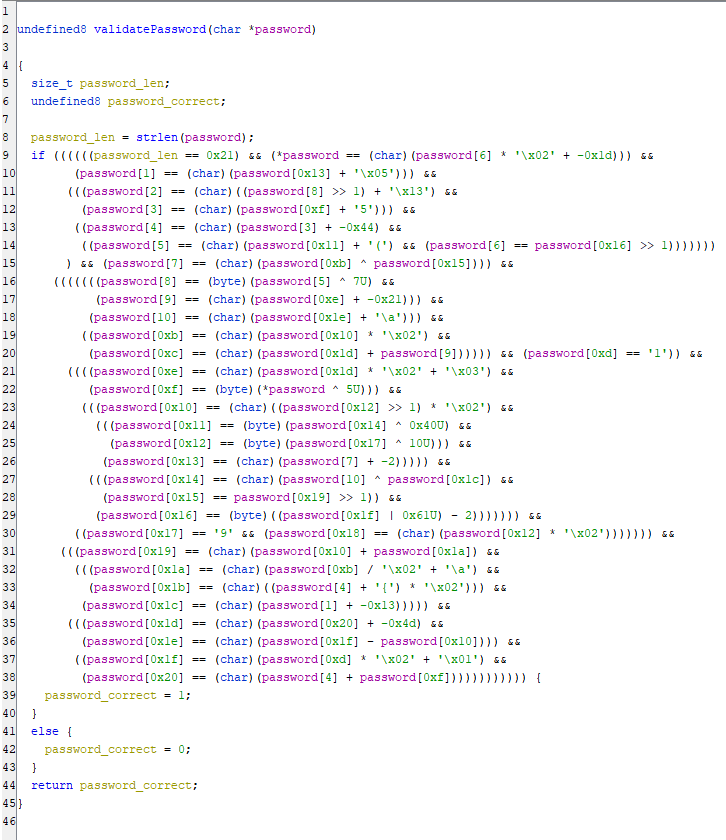 1
2 undefined8 validatePassword(char *password)
3
4 {
5 size_t password_len;
6 undefined8 password_correct;
7
8 password_len = strlen(password);
9 if ((((((password_len == 0x21) && (*password == (char)(password[6] * '\x02' + -0x1d))) &&
10 (password[1] == (char)(password[0x13] + '\x05'))) &&
11 (((password[2] == (char)((password[8] >> 1) + '\x13') &&
12 (password[3] == (char)(password[0xf] + '5'))) &&
13 ((password[4] == (char)(password[3] + -0x44) &&
14 ((password[5] == (char)(password[0x11] + '(') && (password[6] == password[0x16] >> 1)))))))
15 ) && (password[7] == (char)(password[0xb] ^ password[0x15]))) &&
16 (((((((password[8] == (byte)(password[5] ^ 7U) &&
17 (password[9] == (char)(password[0xe] + -0x21))) &&
18 (password[10] == (char)(password[0x1e] + '\a'))) &&
19 ((password[0xb] == (char)(password[0x10] * '\x02') &&
20 (password[0xc] == (char)(password[0x1d] + password[9])))))) && (password[0xd] == '1')) &&
21 ((((password[0xe] == (char)(password[0x1d] * '\x02' + '\x03') &&
22 (password[0xf] == (byte)(*password ^ 5U))) &&
23 (((password[0x10] == (char)((password[0x12] >> 1) * '\x02') &&
24 (((password[0x11] == (byte)(password[0x14] ^ 0x40U) &&
25 (password[0x12] == (byte)(password[0x17] ^ 10U))) &&
26 (password[0x13] == (char)(password[7] + -2))))) &&
27 (((password[0x14] == (char)(password[10] ^ password[0x1c]) &&
28 (password[0x15] == password[0x19] >> 1)) &&
29 (password[0x16] == (byte)((password[0x1f] | 0x61U) - 2))))))) &&
30 ((password[0x17] == '9' && (password[0x18] == (char)(password[0x12] * '\x02'))))))) &&
31 (((password[0x19] == (char)(password[0x10] + password[0x1a]) &&
32 (((password[0x1a] == (char)(password[0xb] / '\x02' + '\a') &&
33 (password[0x1b] == (char)((password[4] + '{') * '\x02'))) &&
34 (password[0x1c] == (char)(password[1] + -0x13))))) &&
35 (((password[0x1d] == (char)(password[0x20] + -0x4d) &&
36 (password[0x1e] == (char)(password[0x1f] - password[0x10]))) &&
37 ((password[0x1f] == (char)(password[0xd] * '\x02' + '\x01') &&
38 (password[0x20] == (char)(password[4] + password[0xf]))))))))))) {
39 password_correct = 1;
40 }
41 else {
42 password_correct = 0;
43 }
44 return password_correct;
45 }
46